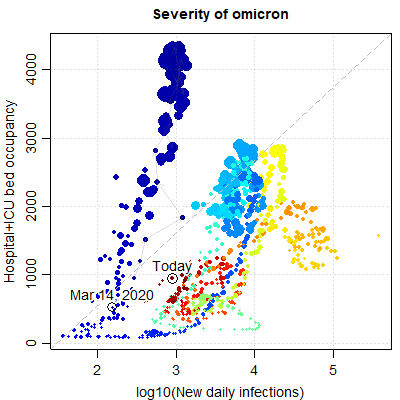 Severity of omicron
Hospital+ICU bed occupancy
4000
3000
2000
1000
0
Today
Mar 14, 2020
2 3 4 5
log10(New daily infections)